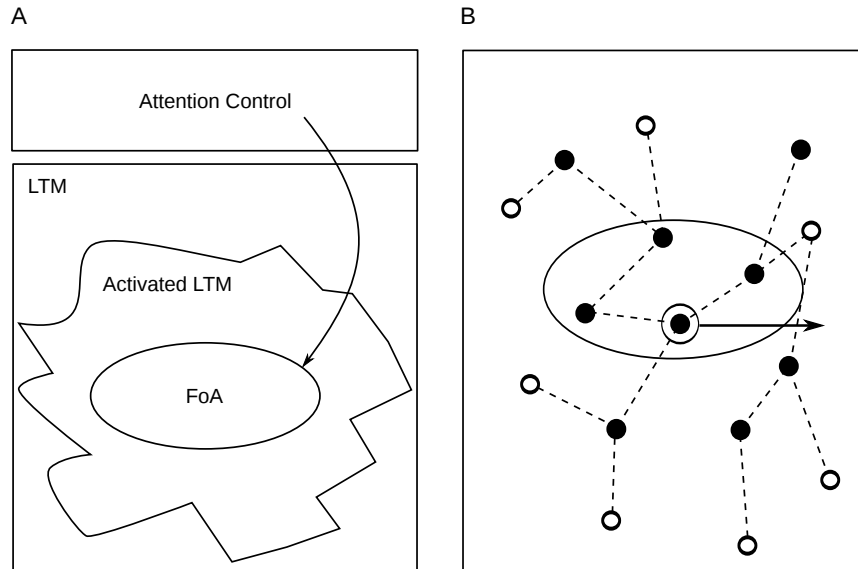 A
B
Attention Control
LTM
Activated LTM
FoA